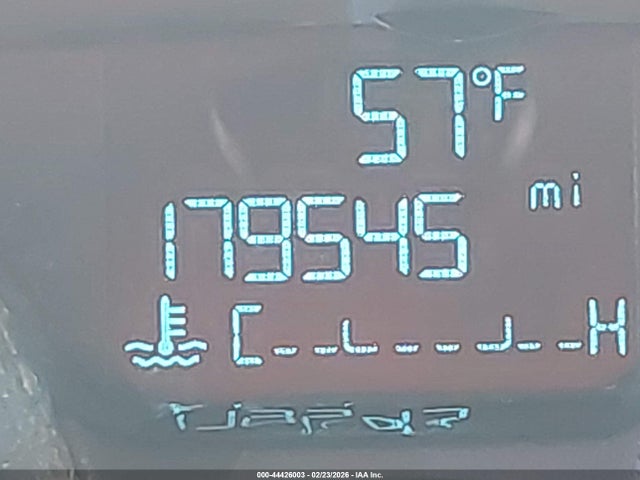 57°F
179545 mi
C H
000-44426003 - 02/23/2026 - IAA Inc.